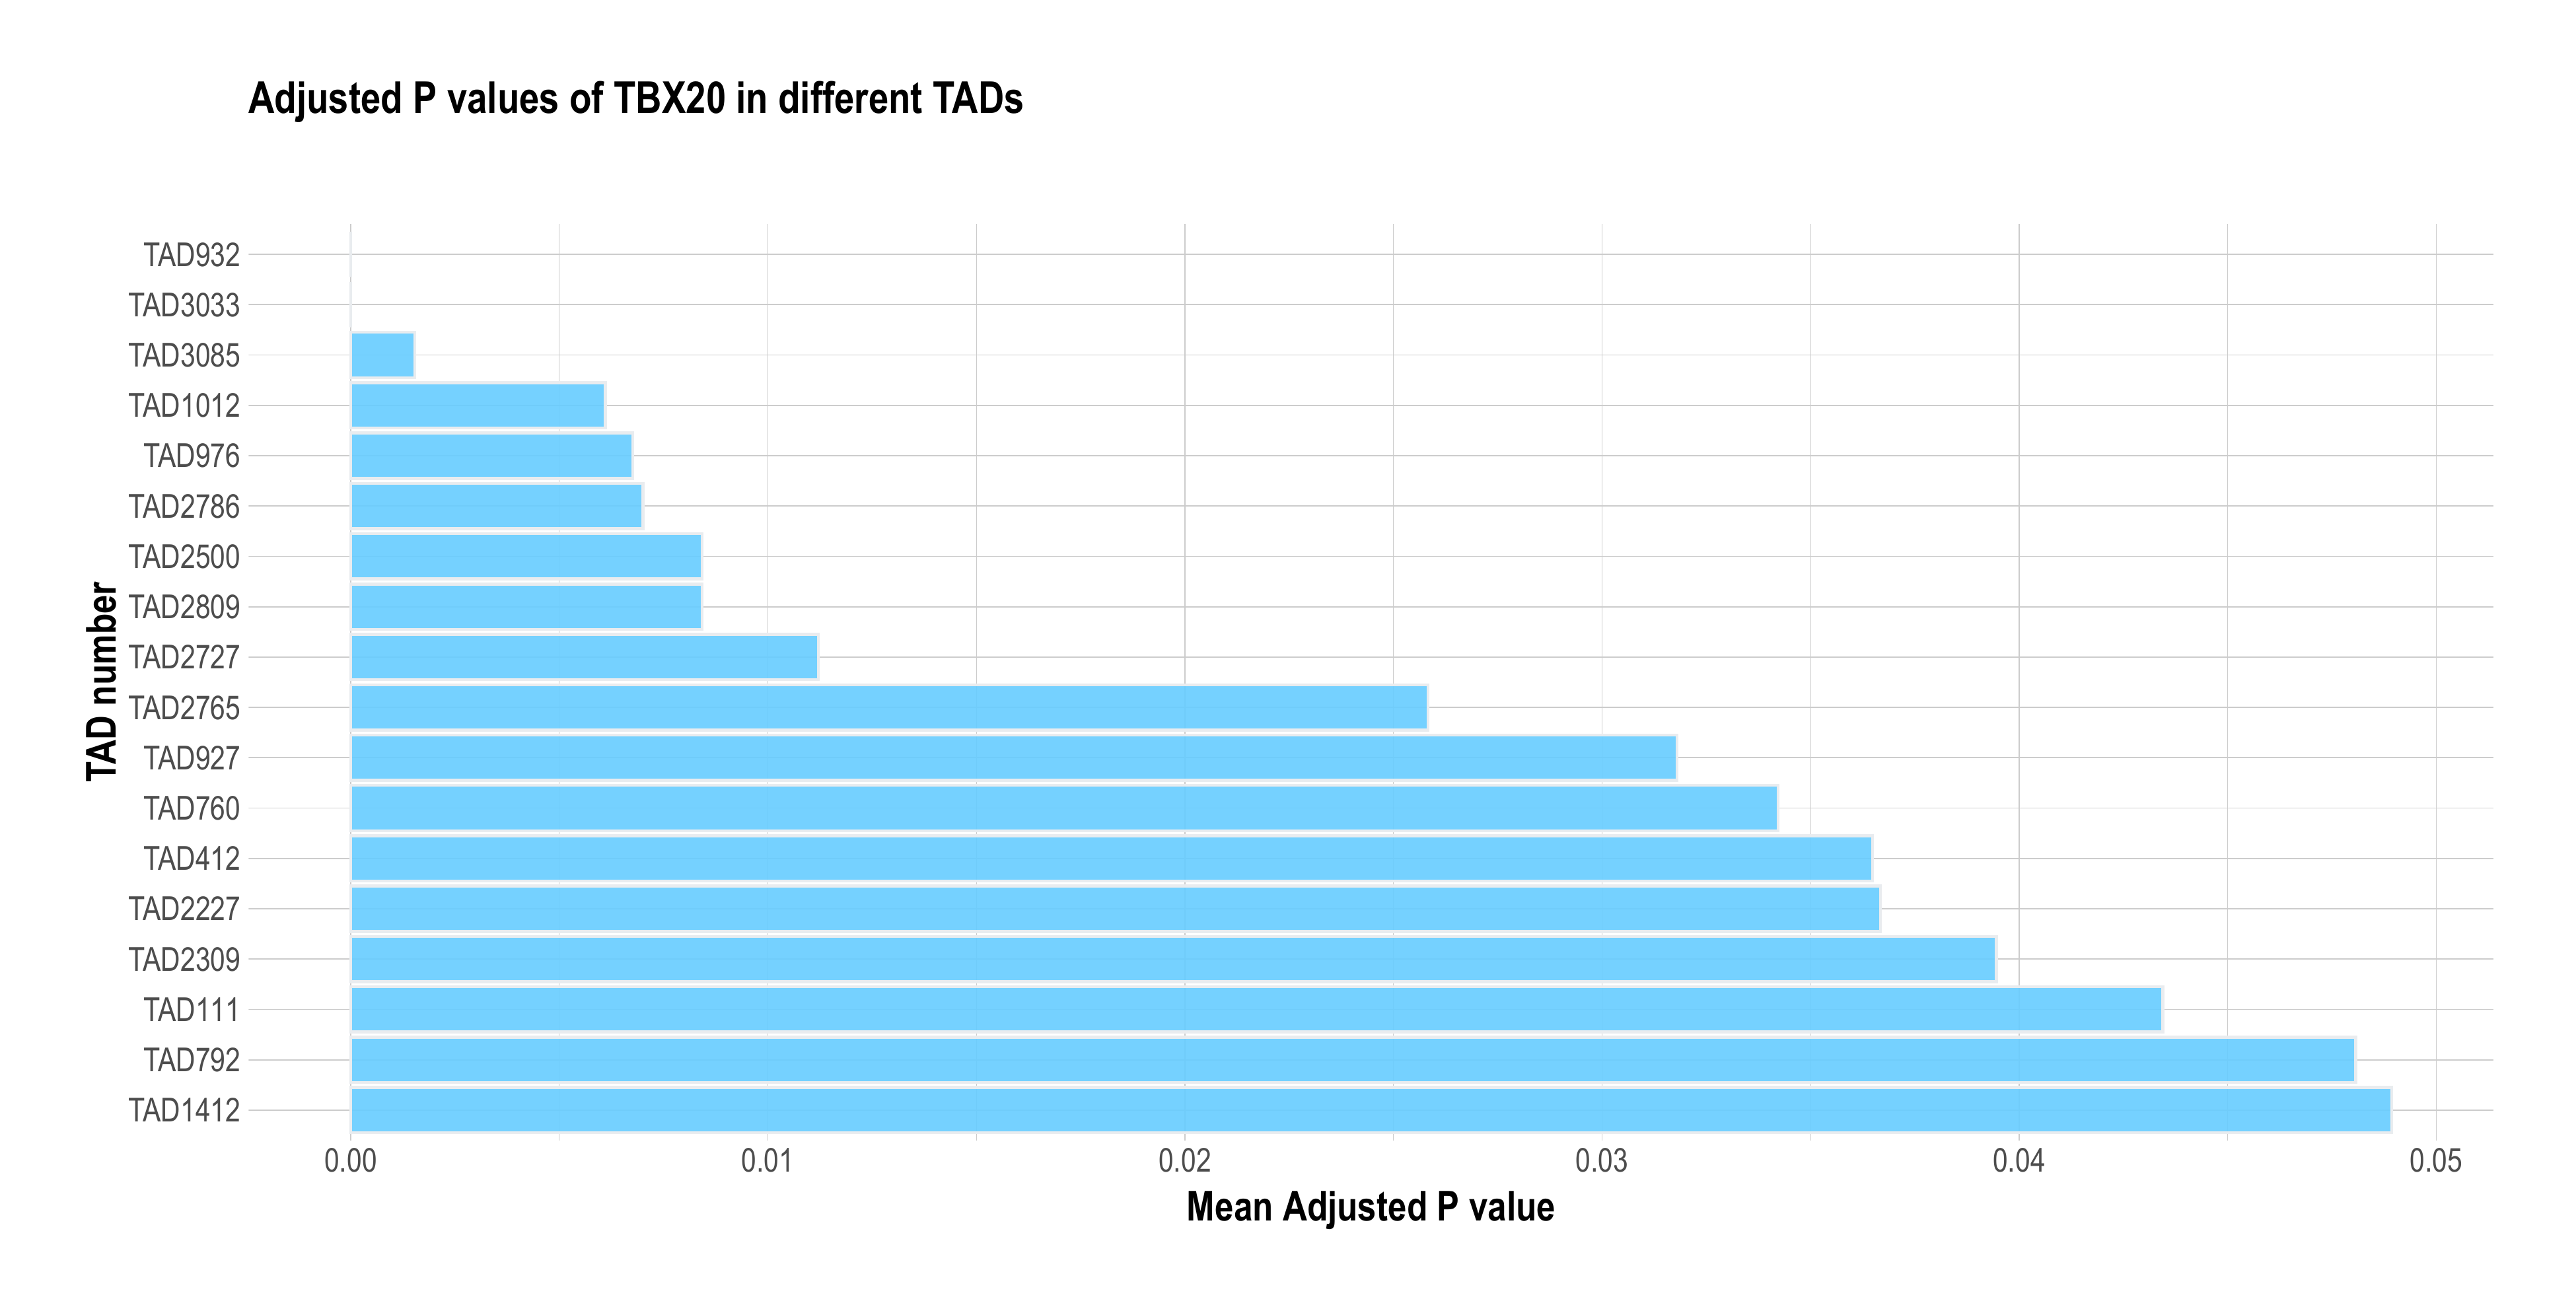 Adjusted P values of TBX20 in different TADs
TAD number
TAD932
TAD3033
TAD3085
TAD1012
TAD976
TAD2786
TAD2500
TAD2809
TAD2727
TAD2765
TAD927
TAD760
TAD412
TAD2227
TAD2309
TAD111
TAD792
TAD1412
0.00 0.01 0.02 0.03 0.04 0.05
Mean Adjusted P value